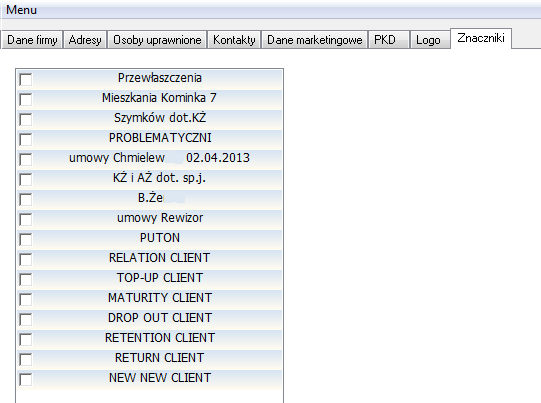 Menu
Dane firmy Adresy Osoby uprawnione Kontakty Dane marketingowe PKD Logo Znaczniki
Przewłaszczenia
Mieszkania Kominka 7
Szymków dot.KŻ
PROBLEMATYCZNI
umowy Chmielew 02.04.2013
KŻ i AŻ dot. sp.j.
B.Że
umowy Rewizor
PUTON
RELATION CLIENT
TOP-UP CLIENT
MATURITY CLIENT
DROP OUT CLIENT
RETENTION CLIENT
RETURN CLIENT
NEW NEW CLIENT